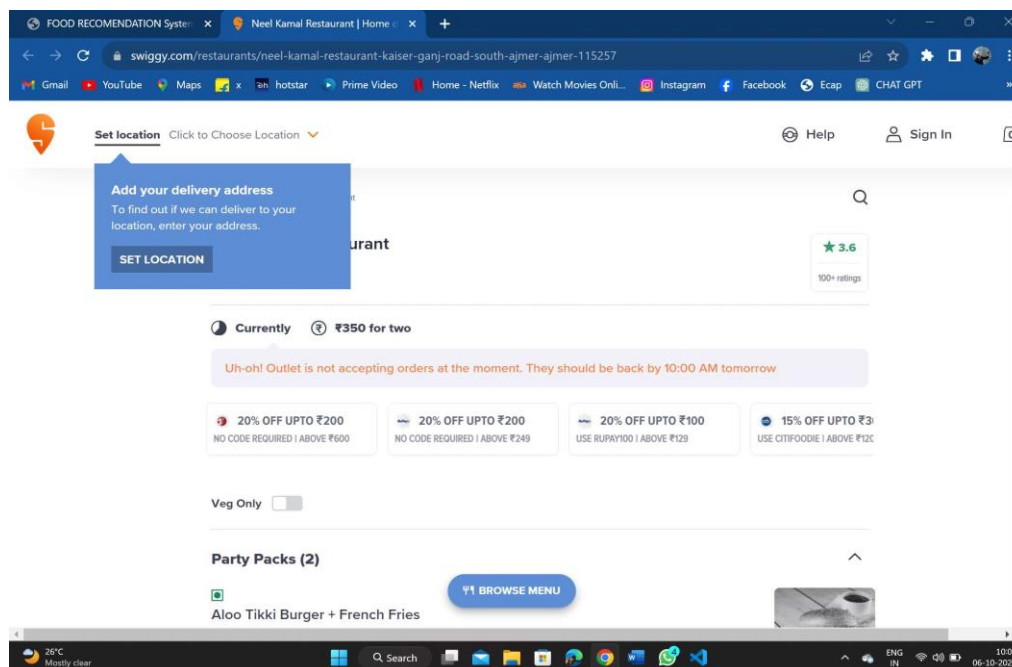 FOOD RECOMENDATION System
Neel Kamal Restaurant | Home
swiggy.com/restaurants/neel-kamal-restaurant-kaiser-ganj-road-south-ajmer-ajmer-115257
Gmail YouTube Maps x hotstar Prime Video Home - Netflix Watch Movies Onli... Instagram Facebook Ecap CHAT GPT
Set location Click to Choose Location
Help
Sign In
Add your delivery address
To find out if we can deliver to your
location, enter your address.
SET LOCATION
urant
★ 3.6
100+ ratings
Currently ₹350 for two
Uh-oh! Outlet is not accepting orders at the moment. They should be back by 10:00 AM tomorrow
20% OFF UPTO ₹200
NO CODE REQUIRED | ABOVE ₹600
20% OFF UPTO ₹200
NO CODE REQUIRED | ABOVE ₹249
20% OFF UPTO ₹100
USE RUPAY100 | ABOVE ₹129
15% OFF UPTO
USE CITIFOODIE | ABOVE
Veg Only
Party Packs (2)
BROWSE MENU
Aloo Tikki Burger + French Fries
26°C
Mostly clear
Search
ENG
IN
06-10-202